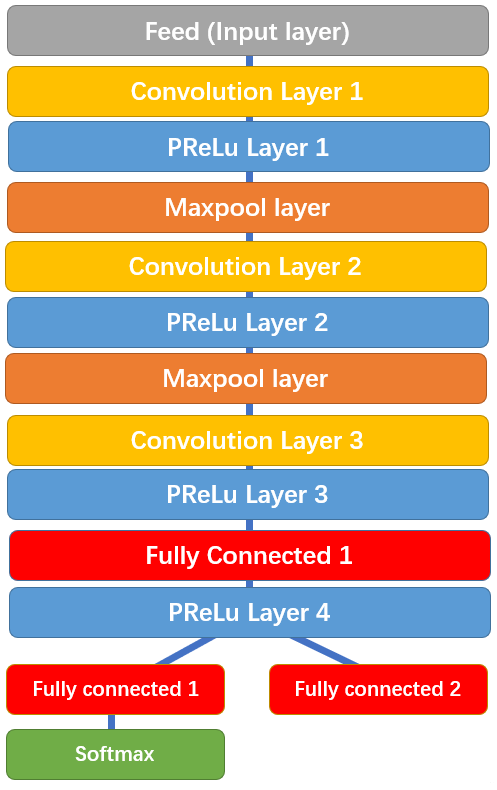 Feed (Input layer)
Convolution Layer 1
PReLu Layer 1
Maxpool layer
Convolution Layer 2
PReLu Layer 2
Maxpool layer
Convolution Layer 3
PReLu Layer 3
Fully Connected 1
PReLu Layer 4
Fully connected 1
Fully connected 2
Softmax